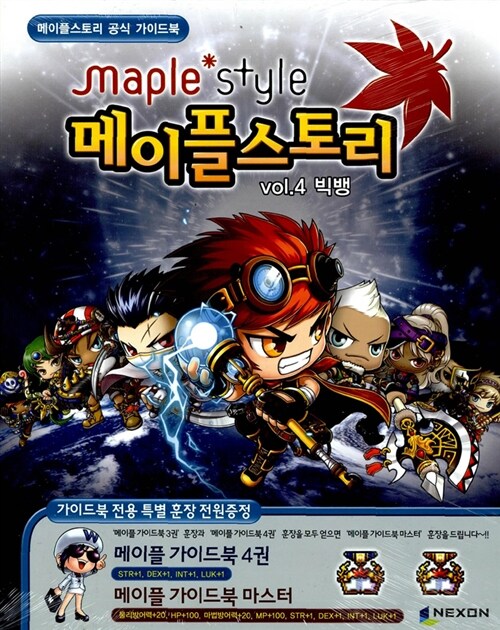 메이플스토리 공식 가이드북
maple*style
메이플스토리
vol.4 빅뱅
가이드북 전용 특별 훈장 전원증정
'메이플 가이드북 3권' 훈장과 '메이플 가이드북 4권' 훈장을 모두 얻으면 '메이플 가이드북 마스터' 훈장을 드립니다~!!
W
메이플 가이드북 4권
STR+1, DEX+1, INT+1, LUK+1
메이플 가이드북 마스터
물리방어력+20, HP+100, 마법방어력+20, MP+100, STR+1, DEX+1, INT+1, LUK+1
NEXON